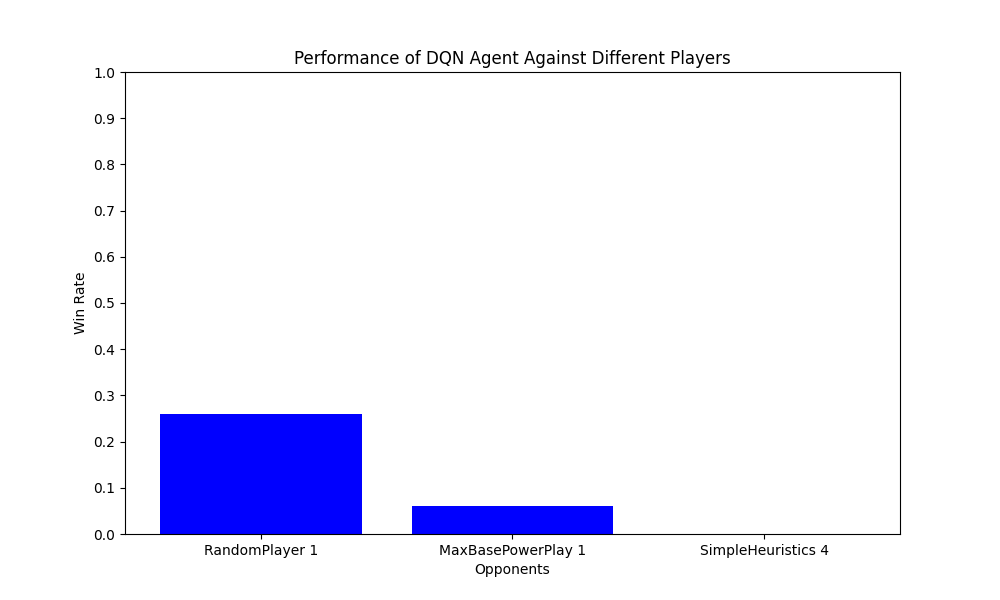 Performance of DQN Agent Against Different Players
1.0
0.9
0.8
0.7
0.6
0.5
0.4
0.3
0.2
0.1
0.0
Win Rate
RandomPlayer 1
MaxBasePowerPlay 1
SimpleHeuristics 4
Opponents